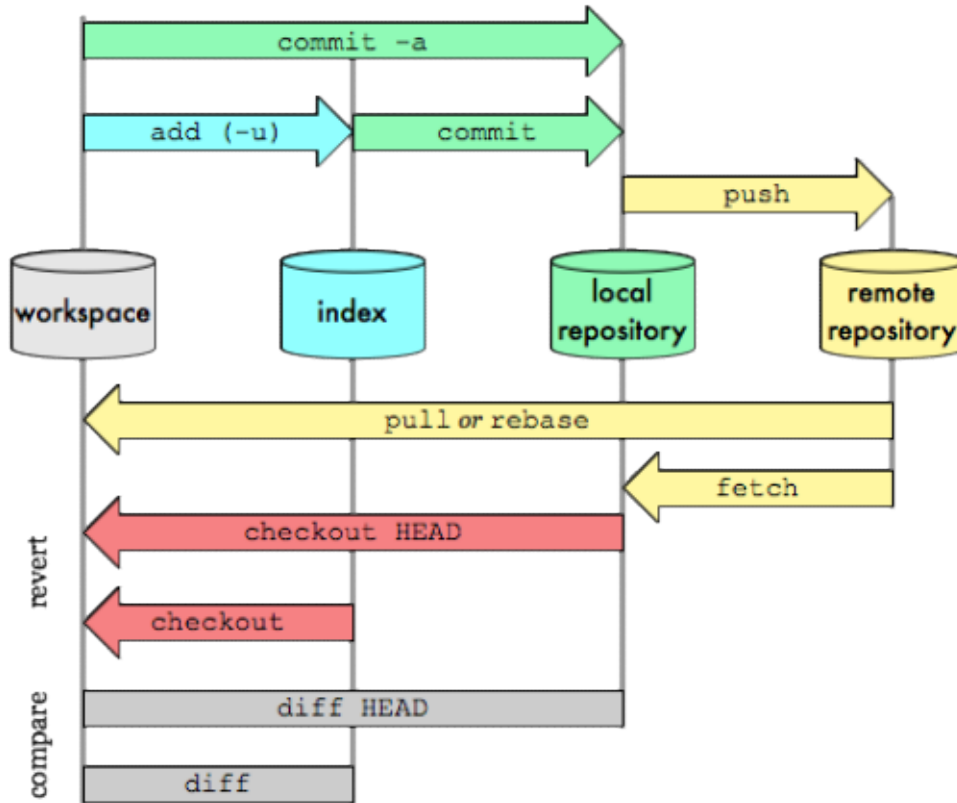 commit -a
add (-u)
commit
push
workspace
index
local
repository
remote
repository
pull or rebase
fetch
revert
checkout HEAD
checkout
compare
diff HEAD
diff